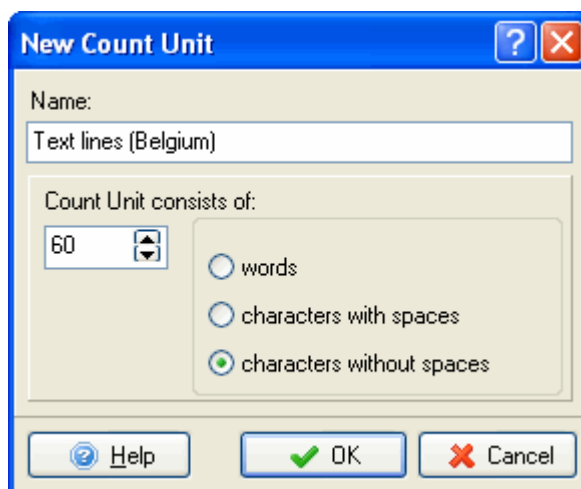 New Count Unit
?
Name:
Text lines (Belgium)
Count Unit consists of:
60
words
characters with spaces
characters without spaces
? Help
OK
Cancel